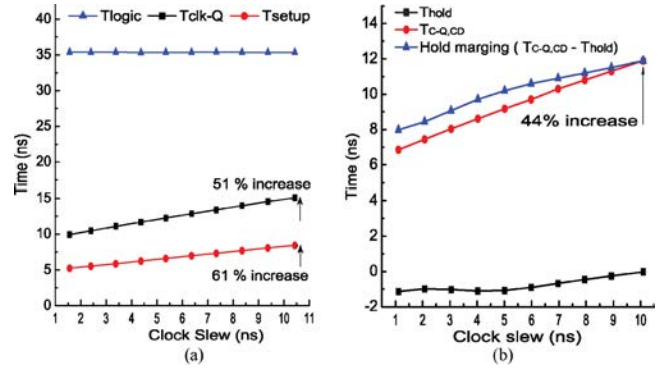 Tlogic Tclk-Q Tsetup
40
35
30
25
20
15
10
5
0
Time (ns)
51 % increase
61 % increase
1 2 3 4 5 6 7 8 9 10 11
Clock Slew (ns)
(a)
Thold
TC-Q,CD
Hold marging ( TC-Q,CD - Thold)
14
12
10
8
6
4
2
0
-2
Time (ns)
44% increase
1 2 3 4 5 6 7 8 9 10
Clock slew (ns)
(b)